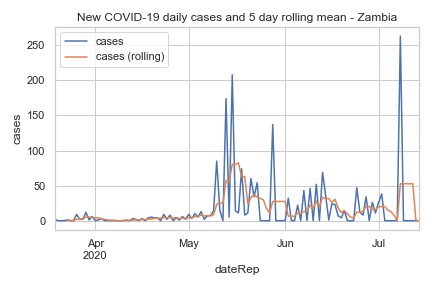 New COVID-19 daily cases and 5 day rolling mean - Zambia
cases
cases (rolling)
250
200
150
100
50
0
cases
Apr
2020
May
Jun
Jul
dateRep